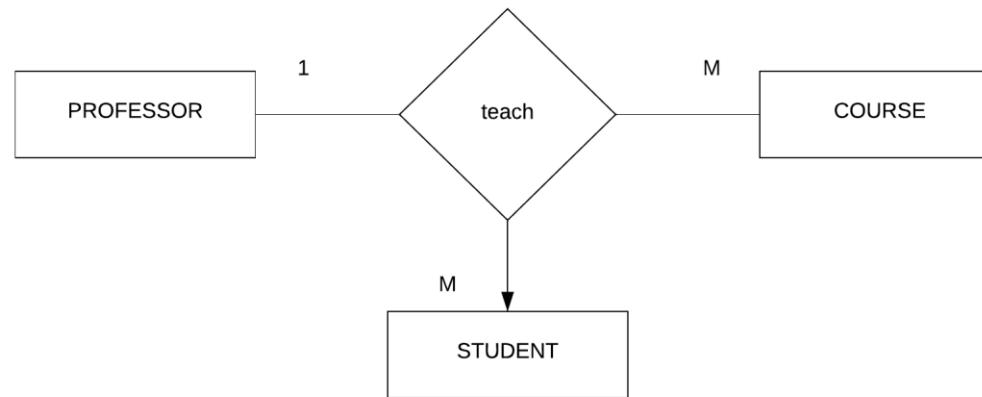 1
M
PROFESSOR
teach
COURSE
M
STUDENT